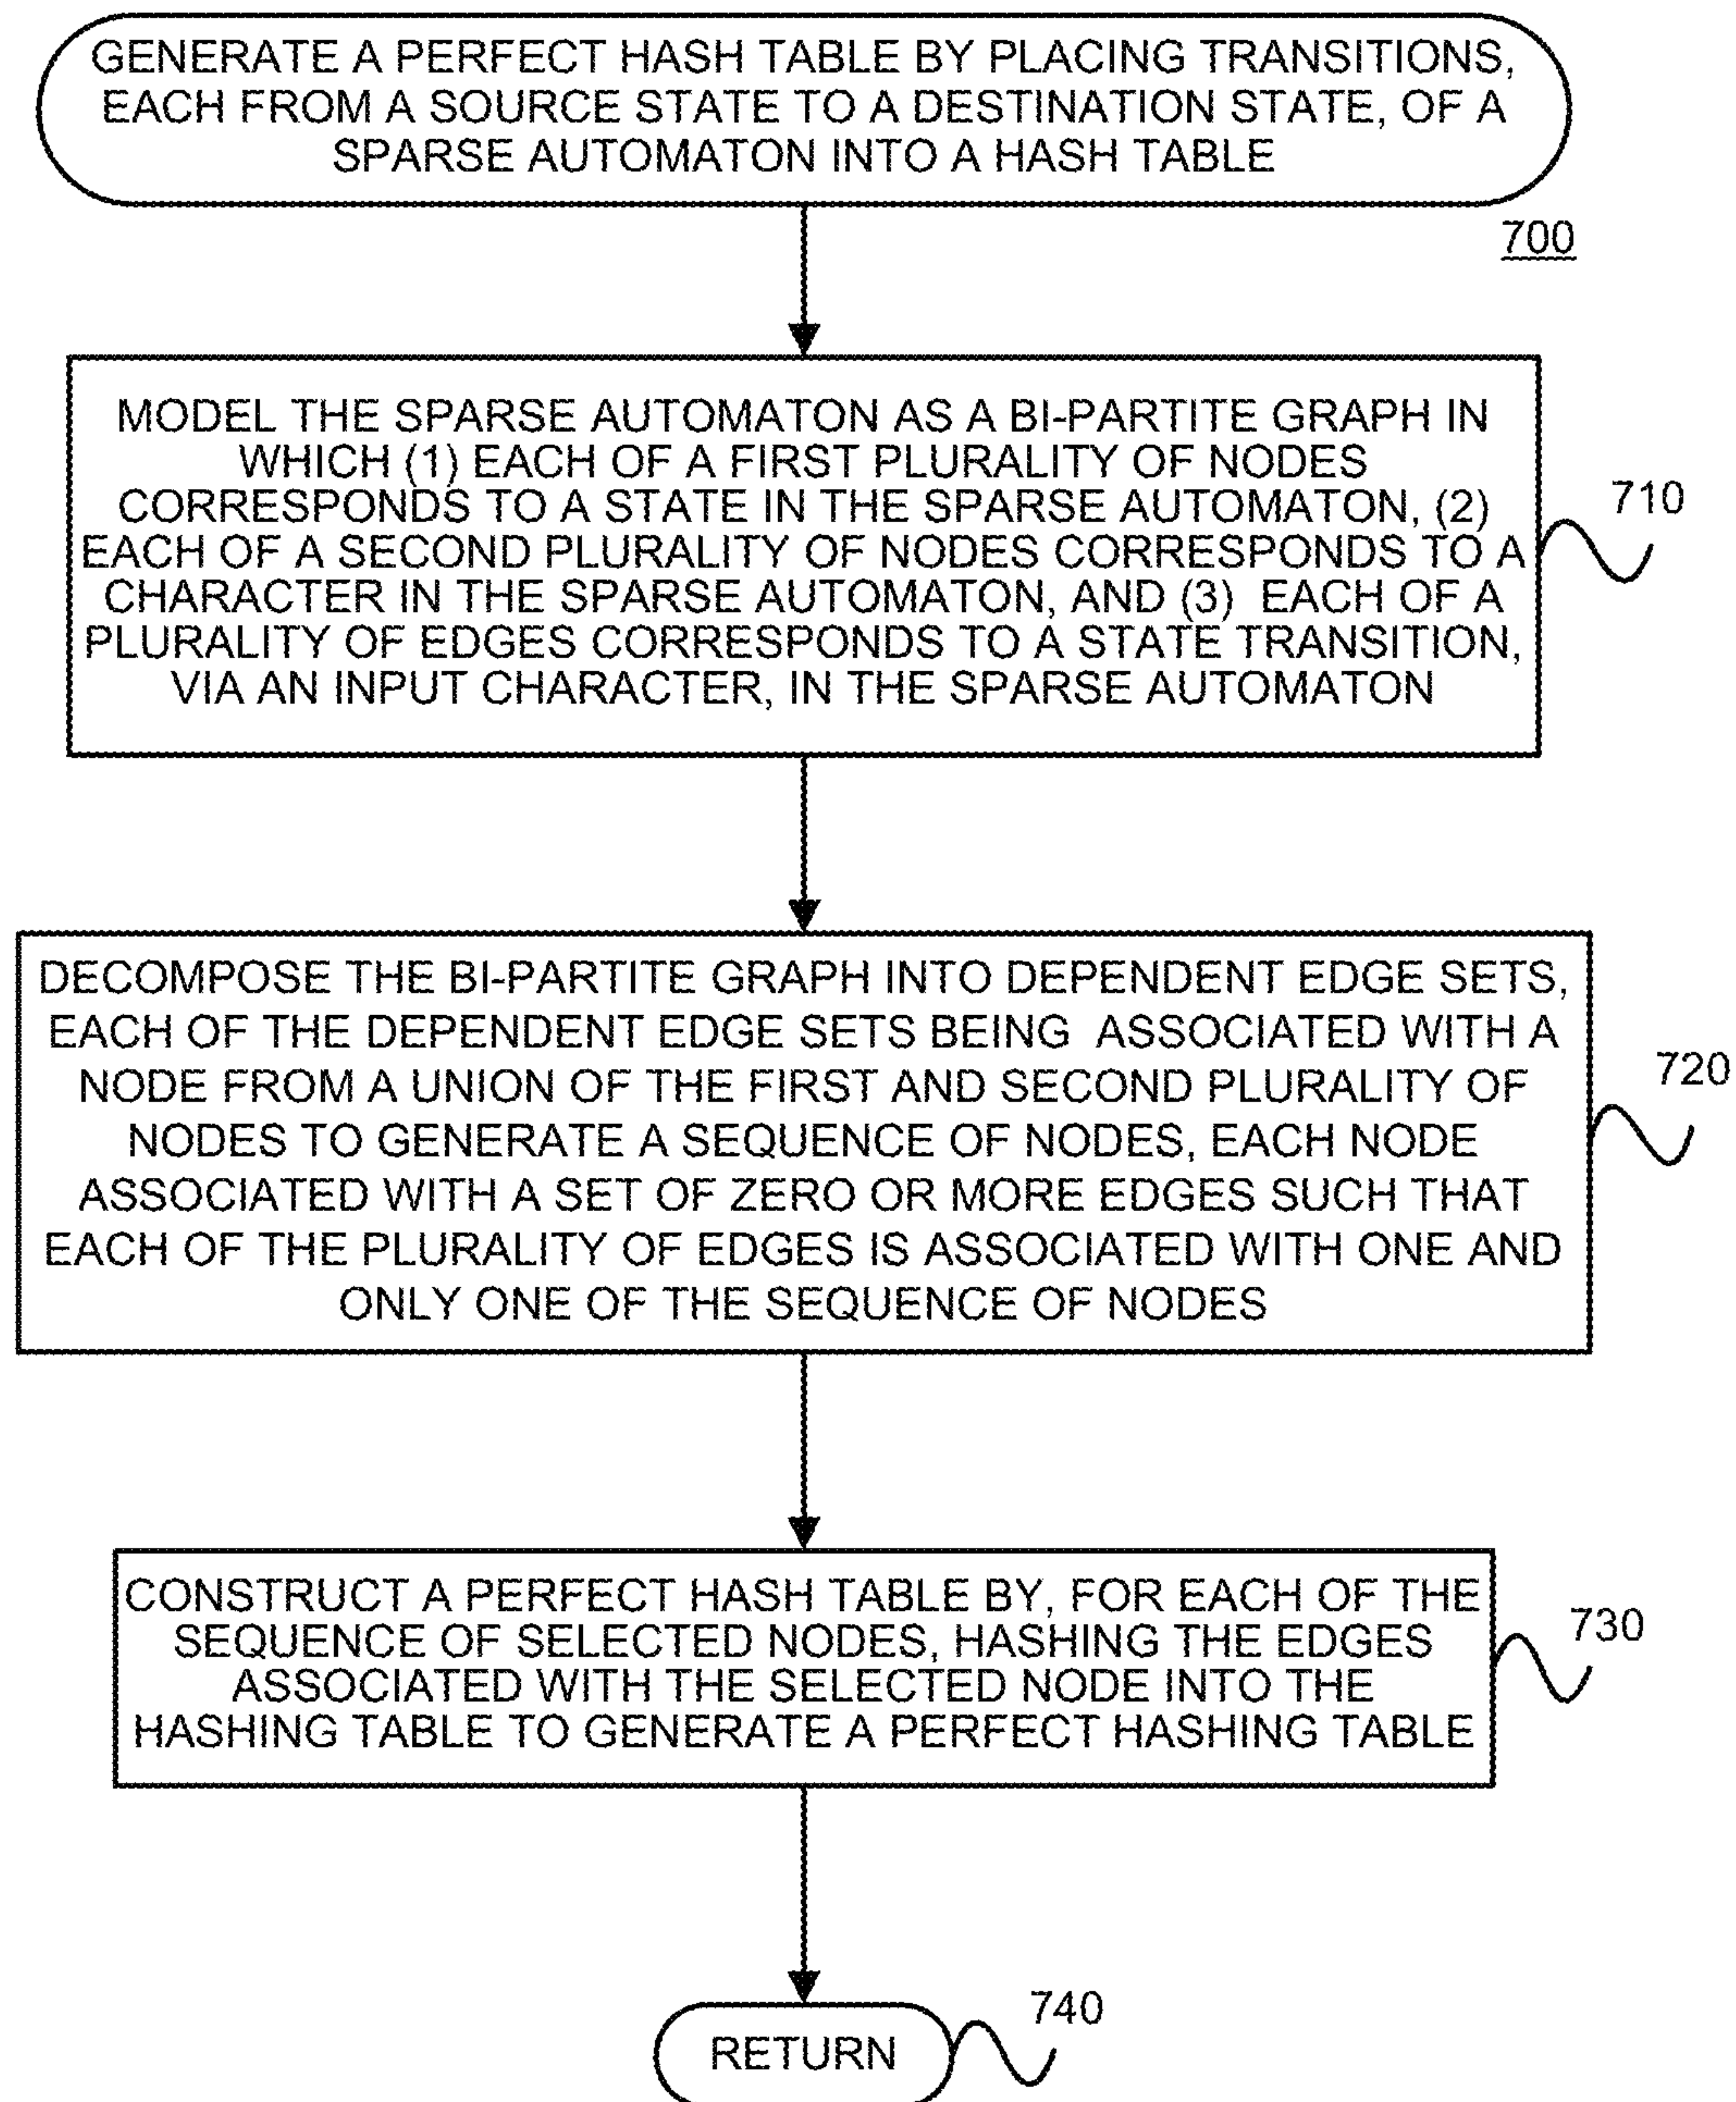 GENERATE A PERFECT HASH TABLE BY PLACING TRANSITIONS,
EACH FROM A SOURCE STATE TO A DESTINATION STATE, OF A
SPARSE AUTOMATON INTO A HASH TABLE
700
MODEL THE SPARSE AUTOMATON AS A BI-PARTITE GRAPH IN
WHICH (1) EACH OF A FIRST PLURALITY OF NODES
CORRESPONDS TO A STATE IN THE SPARSE AUTOMATON, (2)
EACH OF A SECOND PLURALITY OF NODES CORRESPONDS TO A
CHARACTER IN THE SPARSE AUTOMATON, AND (3) EACH OF A
PLURALITY OF EDGES CORRESPONDS TO A STATE TRANSITION,
VIA AN INPUT CHARACTER, IN THE SPARSE AUTOMATON
710
DECOMPOSE THE BI-PARTITE GRAPH INTO DEPENDENT EDGE SETS,
EACH OF THE DEPENDENT EDGE SETS BEING ASSOCIATED WITH A
NODE FROM A UNION OF THE FIRST AND SECOND PLURALITY OF
NODES TO GENERATE A SEQUENCE OF NODES, EACH NODE
ASSOCIATED WITH A SET OF ZERO OR MORE EDGES SUCH THAT
EACH OF THE PLURALITY OF EDGES IS ASSOCIATED WITH ONE AND
ONLY ONE OF THE SEQUENCE OF NODES
720
CONSTRUCT A PERFECT HASH TABLE BY, FOR EACH OF THE
SEQUENCE OF SELECTED NODES, HASHING THE EDGES
ASSOCIATED WITH THE SELECTED NODE INTO THE
HASHING TABLE TO GENERATE A PERFECT HASHING TABLE
730
RETURN
740